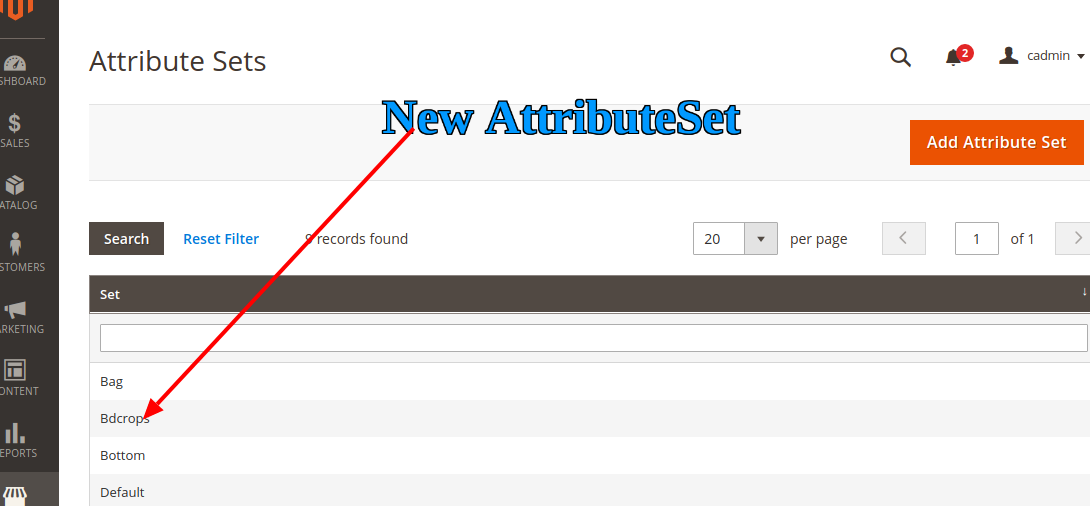 Attribute Sets
2
cadmin
SHBOARD
New AttributeSet
Add Attribute Set
$
SALES
ATALOG
Search
Reset Filter
9 records found
20
per page
1
of 1
STOMERS
Set
ARKETING
Bag
ONTENT
Bdcrops
Bottom
EPORTS
Default